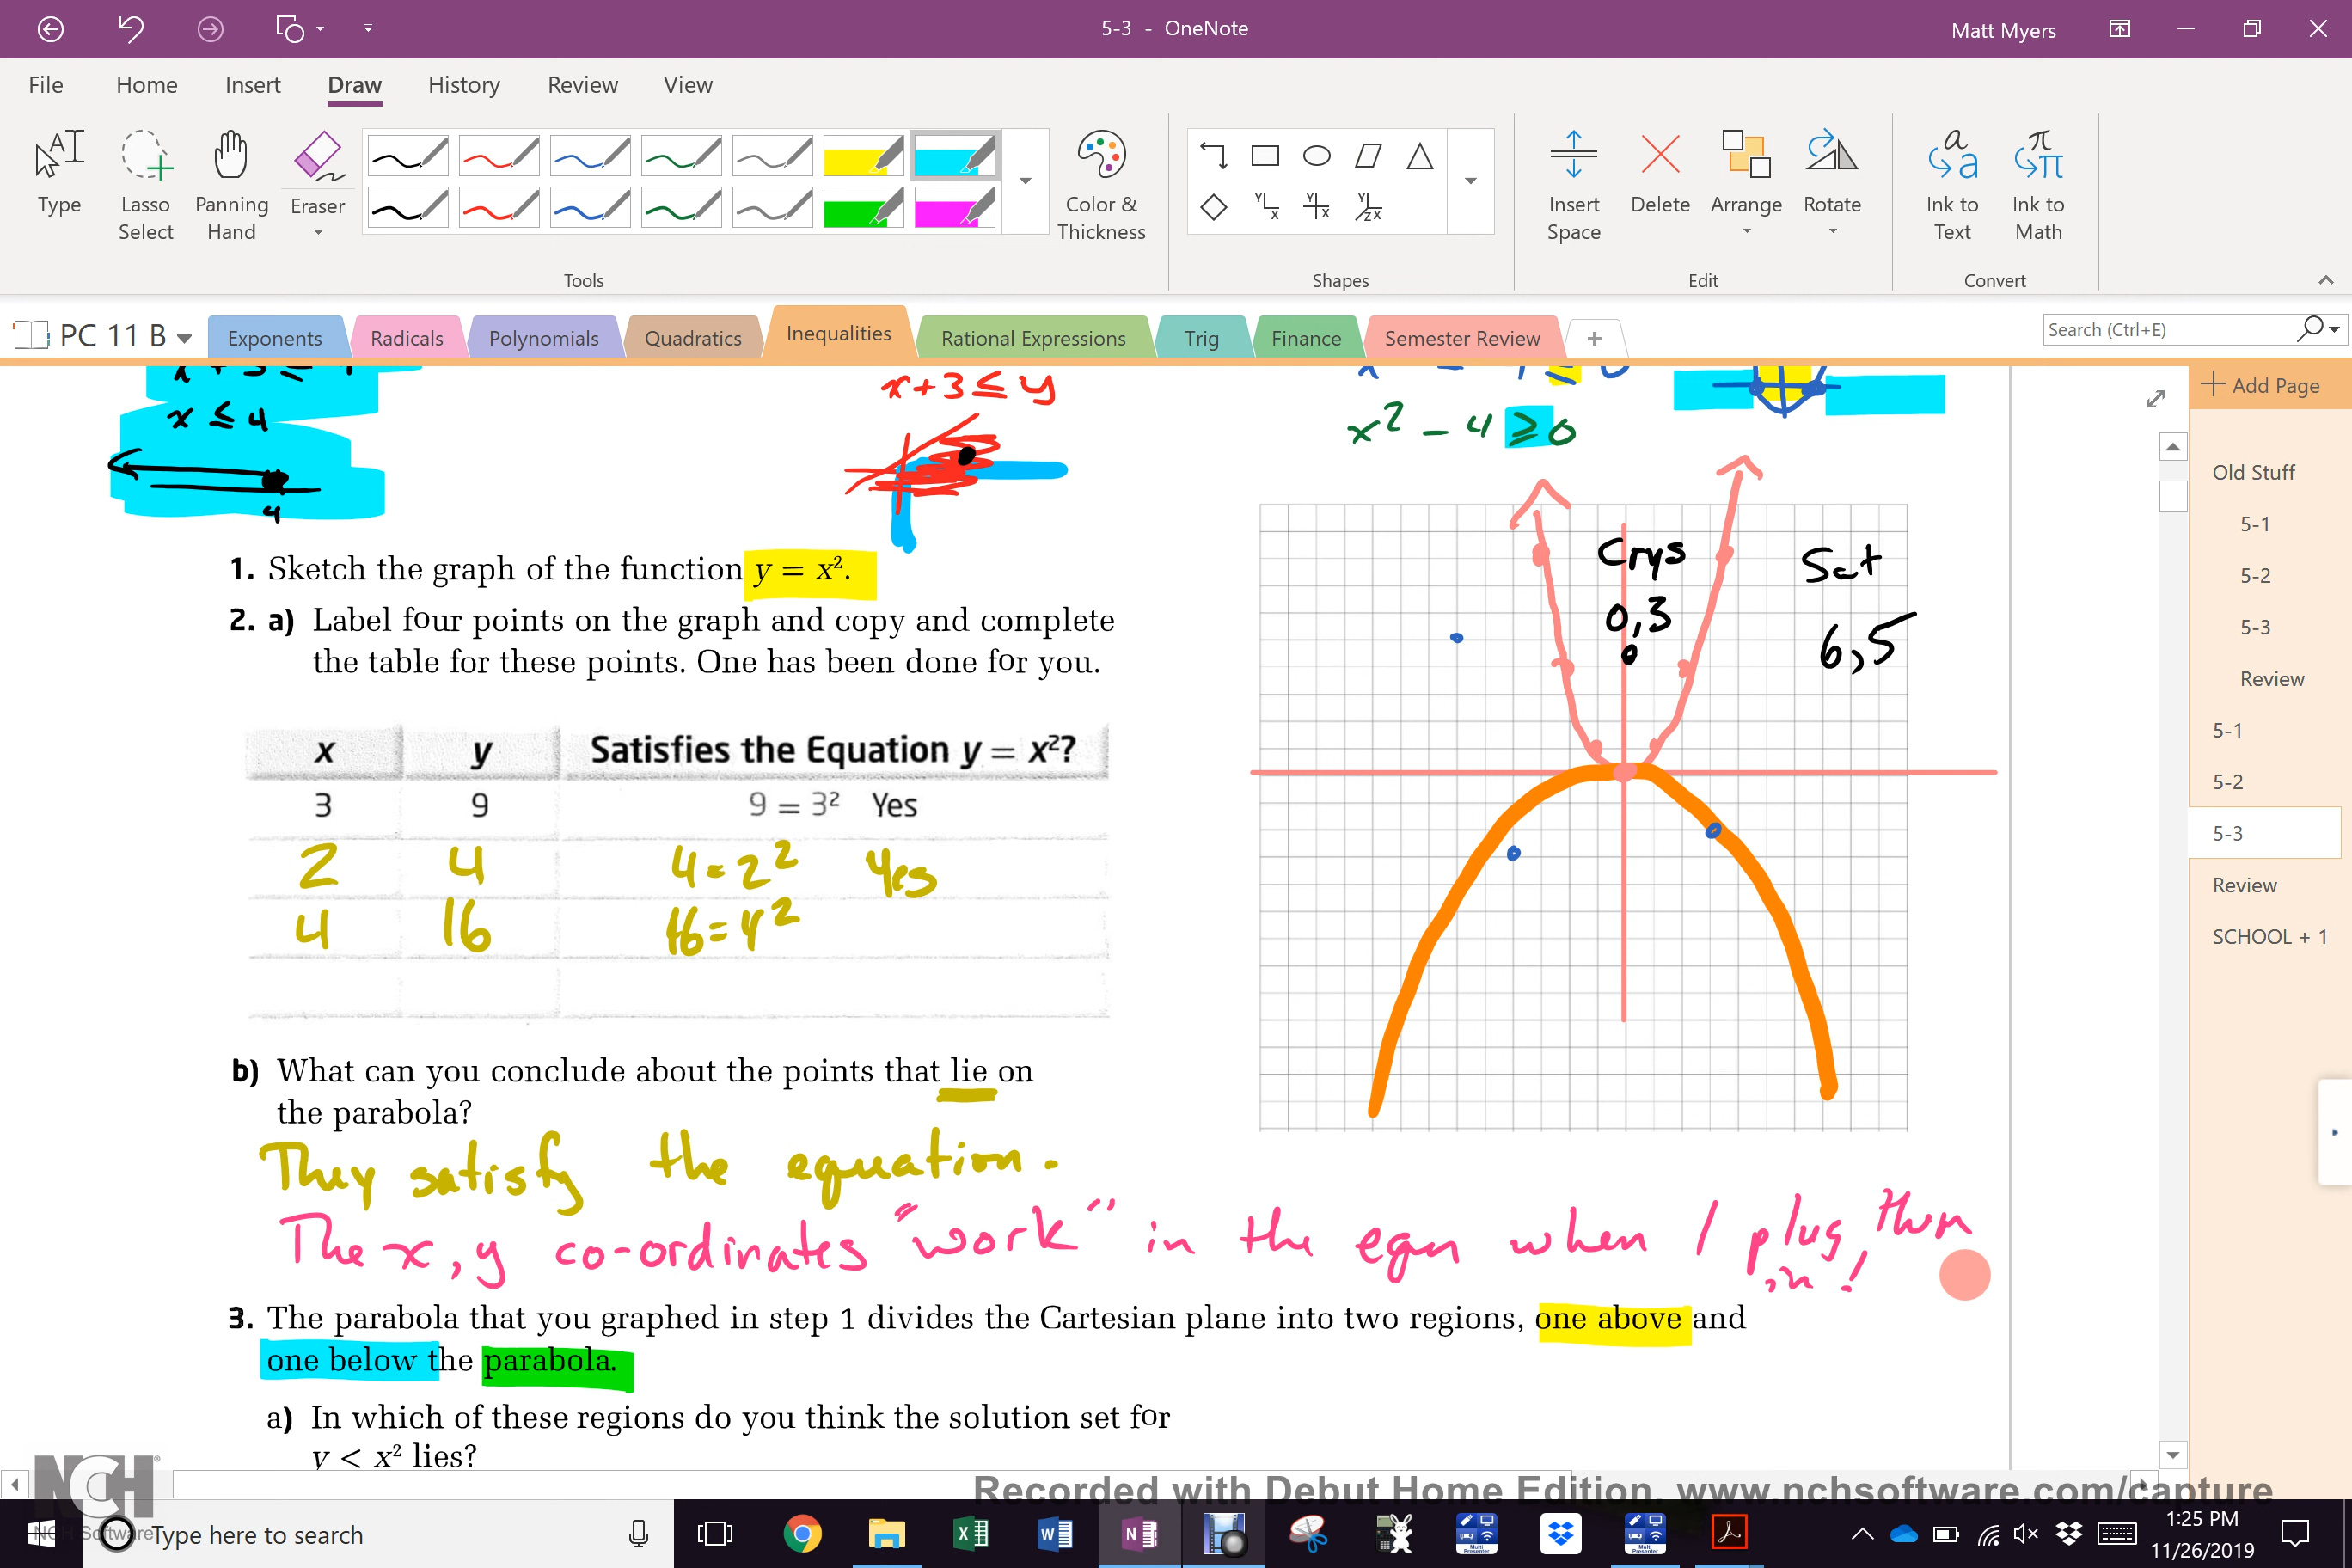 5-3 - OneNote
Matt Myers
File Home Insert Draw History Review View
Type
Lasso Select
Panning Hand
Eraser
Color & Thickness
Insert Space
Delete
Arrange
Rotate
Ink to Text
Ink to Math
Tools
Shapes
Edit
Convert
PC 11 B
Exponents Radicals Polynomials Quadratics Inequalities Rational Expressions Trig Finance Semester Review +
Search (Ctrl+E)
Add Page
Old Stuff
5-1
5-2
5-3
Review
5-1
5-2
5-3
Review
SCHOOL + 1
x ≤ 4
4
x+3 ≤ y
x² - 4 ≥ 0
1. Sketch the graph of the function y = x².
2. a) Label four points on the graph and copy and complete
the table for these points. One has been done for you.
x y Satisfies the Equation y = x²?
3 9 9 = 3² Yes
2 4 4=2² Yes
4 16 16=4²
Crys
0,3
Sat
6,5
b) What can you conclude about the points that lie on
the parabola?
They satisfy the equation.
The x, y co-ordinates "work" in the eqn when I plug them
in!
3. The parabola that you graphed in step 1 divides the Cartesian plane into two regions, one above and
one below the parabola.
a) In which of these regions do you think the solution set for
y < x² lies?
NCH
NCH Software
Recorded with Debut Home Edition. www.nchsoftware.com/capture
Type here to search
1:25 PM
11/26/2019